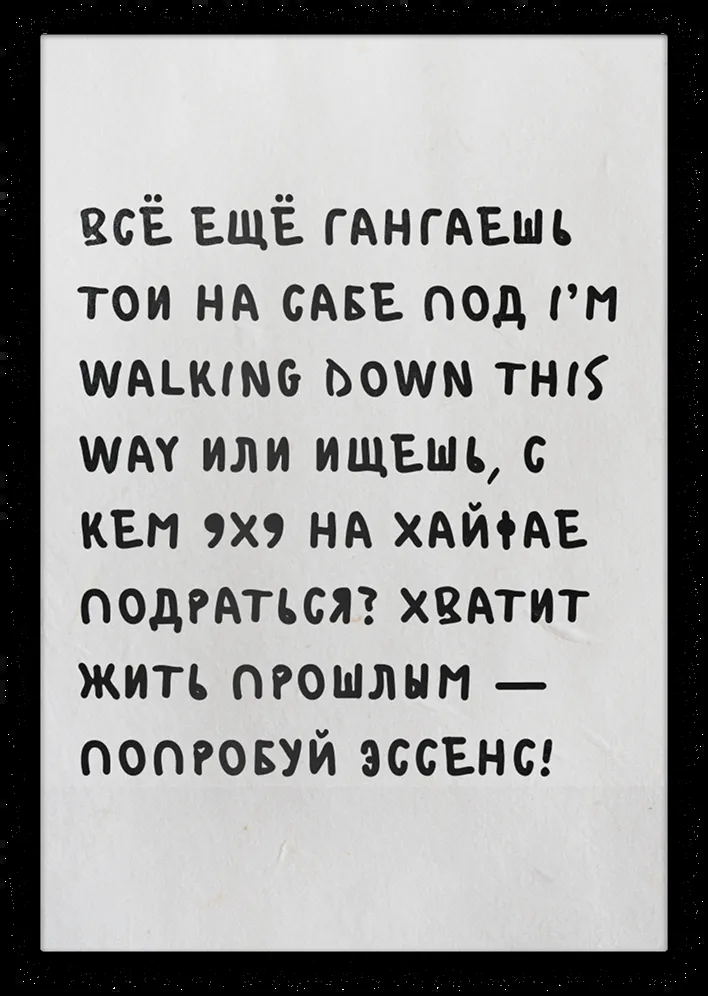 ВСЁ ЕЩЁ ГАНГАЕШЬ
ТОИ НА САБЕ ПОД I'M
WALKING DOWN THIS
WAY ИЛИ ИЩЕШЬ, С
КЕМ 9X9 НА ХАЙФАЕ
ПОДРАТЬСЯ? ХВАТИТ
ЖИТЬ ПРОШЛЫМ —
ПОПРОБУЙ ЭССЕНС!